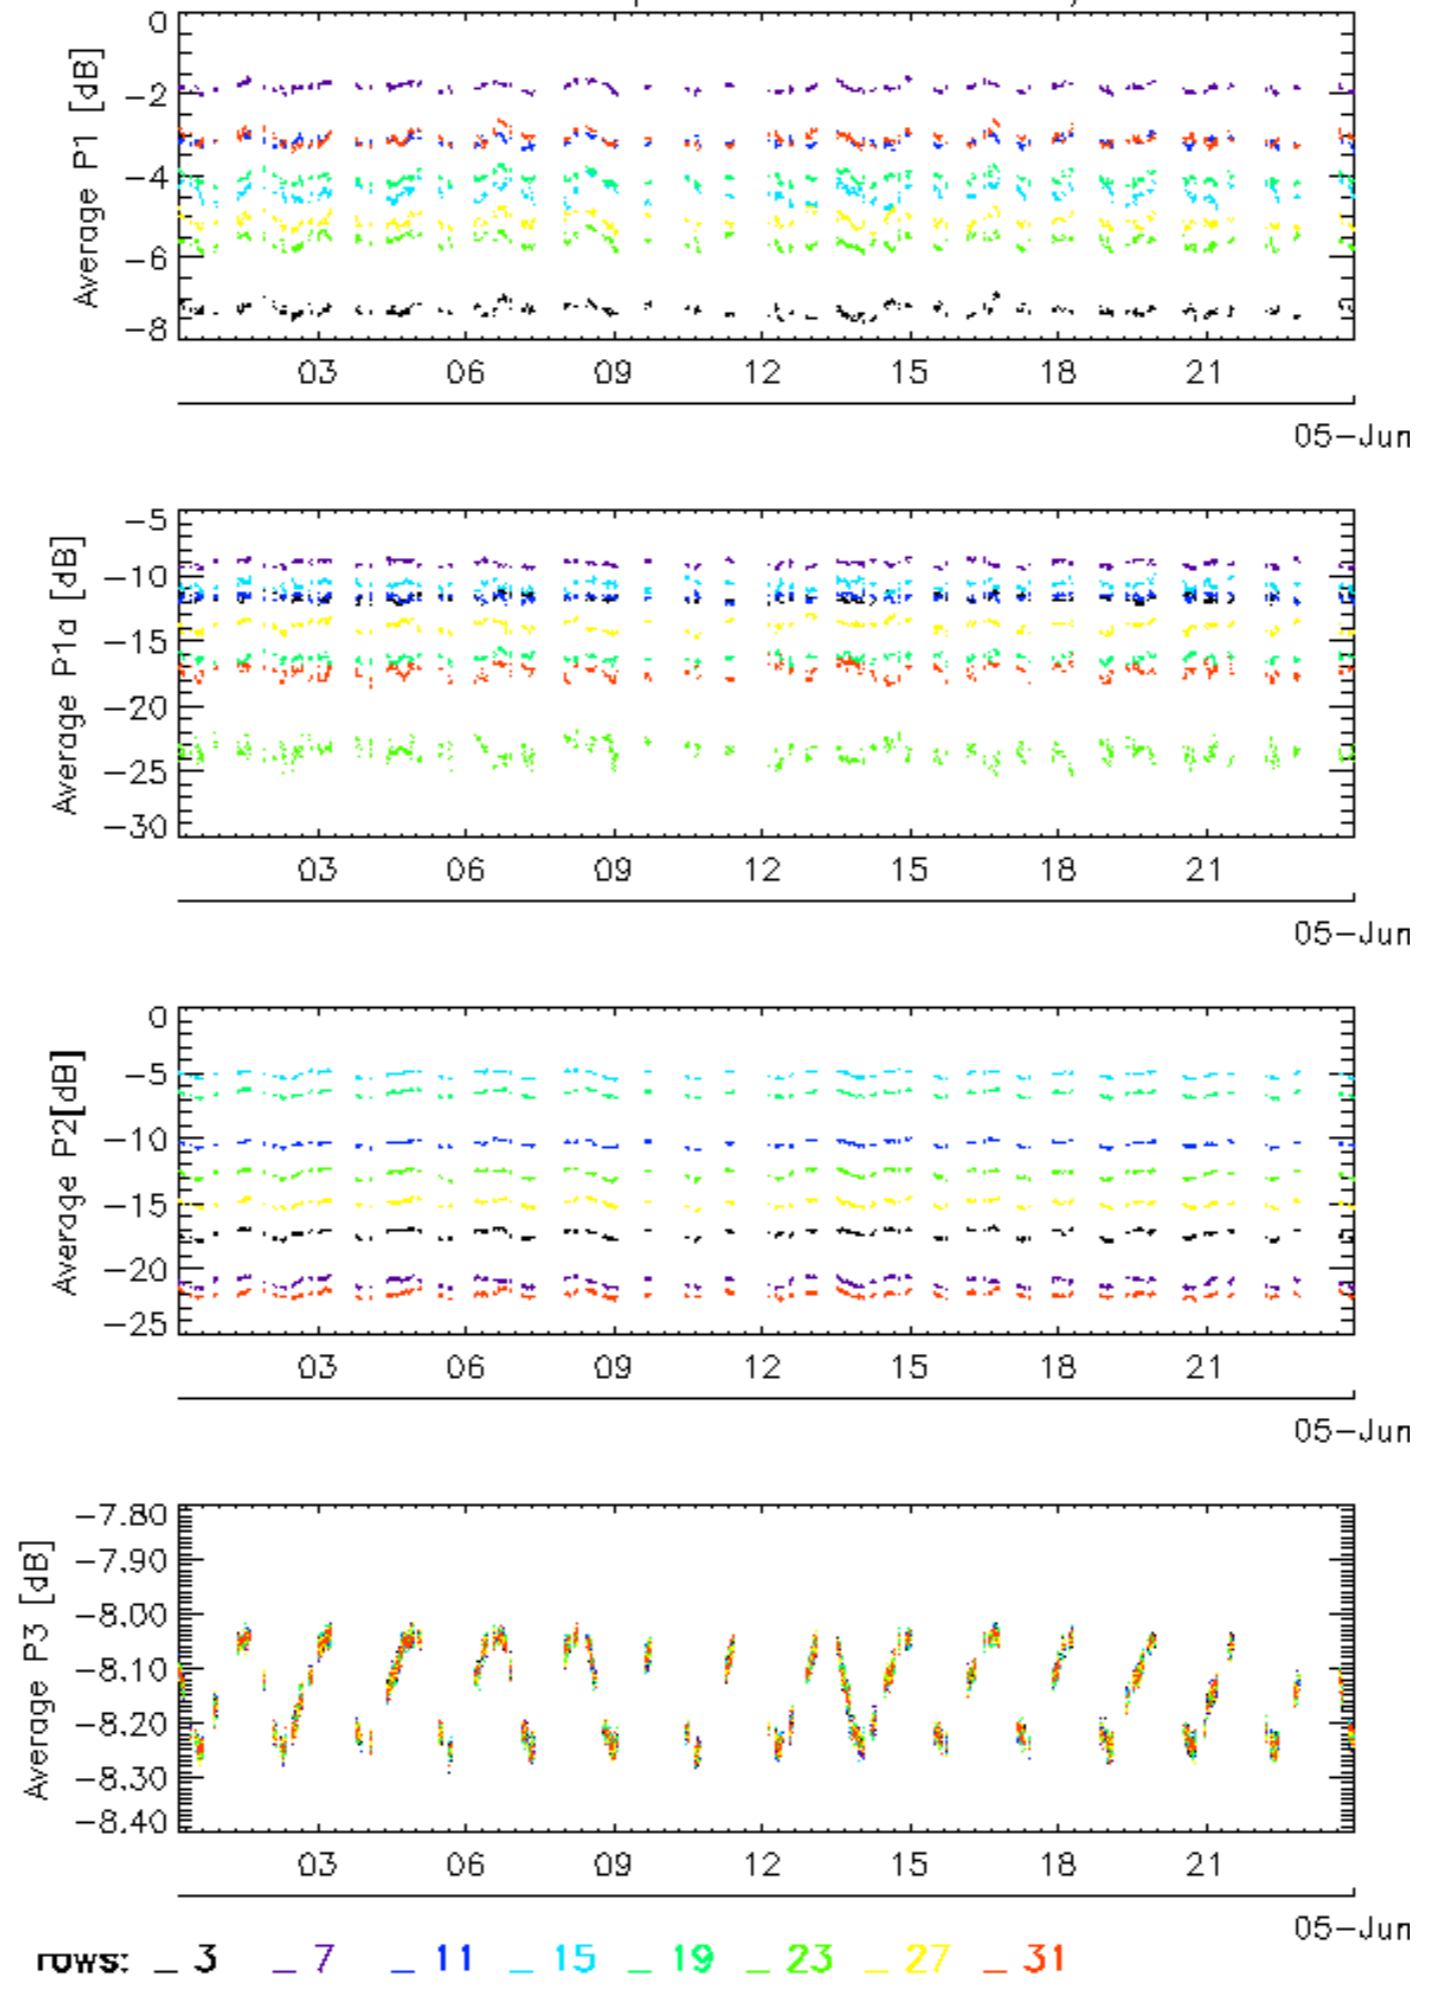 0
−2
−4
−6
−8
Average P1 [dB]
03 06 09 12 15 18 21
05−Jun
−5
−10
−15
−20
−25
−30
Average P1a [dB]
03 06 09 12 15 18 21
05−Jun
0
−5
−10
−15
−20
−25
Average P2[dB]
03 06 09 12 15 18 21
05−Jun
−7.80
−7.90
−8.00
−8.10
−8.20
−8.30
−8.40
Average P3 [dB]
03 06 09 12 15 18 21
05−Jun
rows: _ 3 _ 7 _ 11 _ 15 _ 19 _ 23 _ 27 _ 31